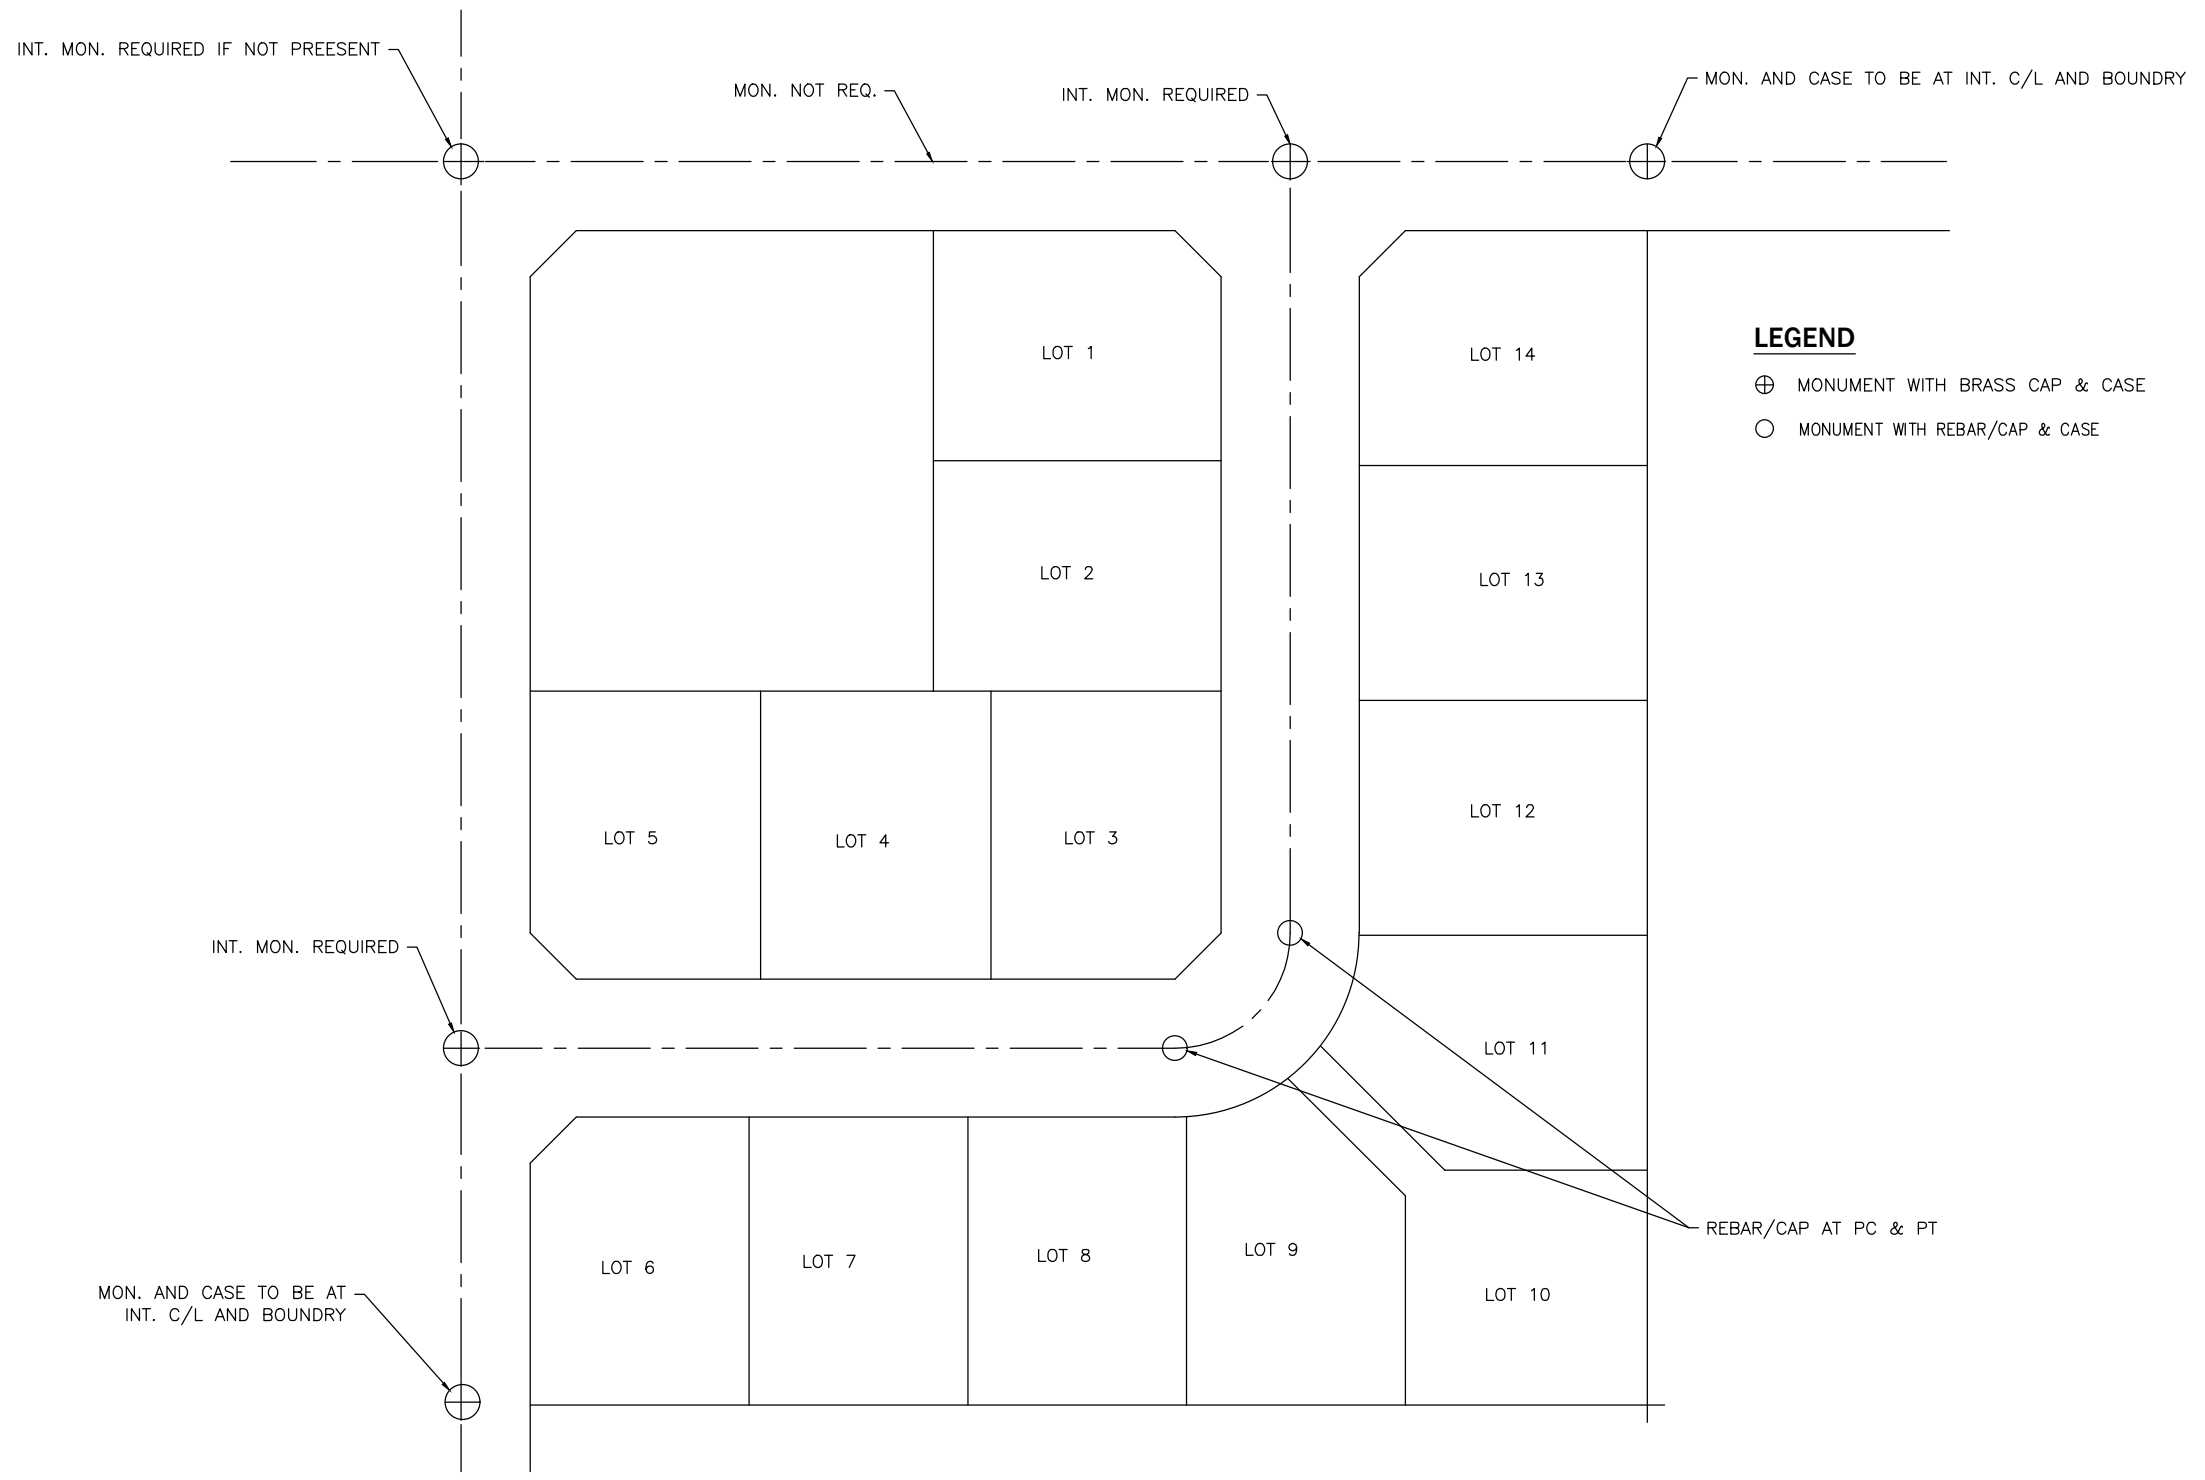 INT. MON. REQUIRED IF NOT PREESENT
MON. NOT REQ.
INT. MON. REQUIRED
MON. AND CASE TO BE AT INT. C/L AND BOUNDRY
LEGEND
MONUMENT WITH BRASS CAP & CASE
MONUMENT WITH REBAR/CAP & CASE
LOT 1
LOT 14
LOT 2
LOT 13
LOT 5
LOT 4
LOT 3
LOT 12
INT. MON. REQUIRED
LOT 11
REBAR/CAP AT PC & PT
LOT 6
LOT 7
LOT 8
LOT 9
LOT 10
MON. AND CASE TO BE AT
INT. C/L AND BOUNDRY